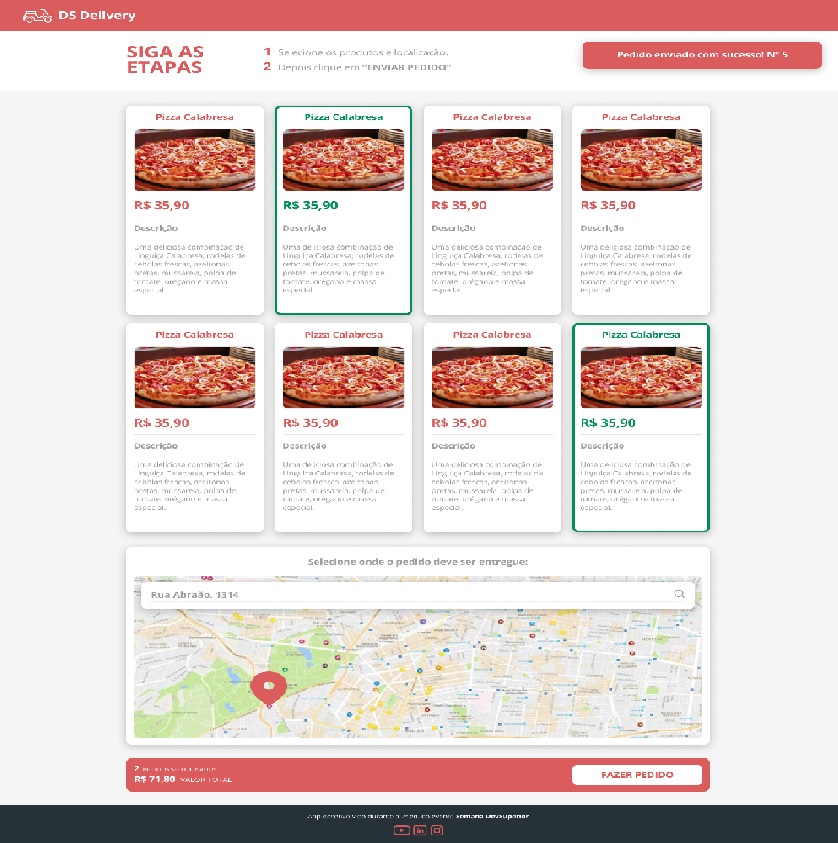 DS Delivery
SIGA AS
ETAPAS
1 Selecione os produtos e localização.
2 Depois clique em "ENVIAR PEDIDO"
Pedido enviado com sucesso! Nº 5
Pizza Calabresa
R$ 35,90
Descrição
Uma deliciosa combinação de
Linguiça Calabresa, rodelas de
cebolas frescas, azeitonas
pretas, mussarela, polpa de
tomate, orégano e massa
especial.
Pizza Calabresa
R$ 35,90
Descrição
Uma deliciosa combinação de
Linguiça Calabresa, rodelas de
cebolas frescas, azeitonas
pretas, mussarela, polpa de
tomate, orégano e massa
especial.
Pizza Calabresa
R$ 35,90
Descrição
Uma deliciosa combinação de
Linguiça Calabresa, rodelas de
cebolas frescas, azeitonas
pretas, mussarela, polpa de
tomate, orégano e massa
especial.
Pizza Calabresa
R$ 35,90
Descrição
Uma deliciosa combinação de
Linguiça Calabresa, rodelas de
cebolas frescas, azeitonas
pretas, mussarela, polpa de
tomate, orégano e massa
especial.
Pizza Calabresa
R$ 35,90
Descrição
Uma deliciosa combinação de
Linguiça Calabresa, rodelas de
cebolas frescas, azeitonas
pretas, mussarela, polpa de
tomate, orégano e massa
especial.
Pizza Calabresa
R$ 35,90
Descrição
Uma deliciosa combinação de
Linguiça Calabresa, rodelas de
cebolas frescas, azeitonas
pretas, mussarela, polpa de
tomate, orégano e massa
especial.
Pizza Calabresa
R$ 35,90
Descrição
Uma deliciosa combinação de
Linguiça Calabresa, rodelas de
cebolas frescas, azeitonas
pretas, mussarela, polpa de
tomate, orégano e massa
especial.
Pizza Calabresa
R$ 35,90
Descrição
Uma deliciosa combinação de
Linguiça Calabresa, rodelas de
cebolas frescas, azeitonas
pretas, mussarela, polpa de
tomate, orégano e massa
especial.
Selecione onde o pedido deve ser entregue:
Rua Abraão, 1314
2 PEDIDOS SELECIONADOS
R$ 71,80 VALOR TOTAL
FAZER PEDIDO
App desenvolvido durante a 2ª ed. do evento Semana DevSuperior